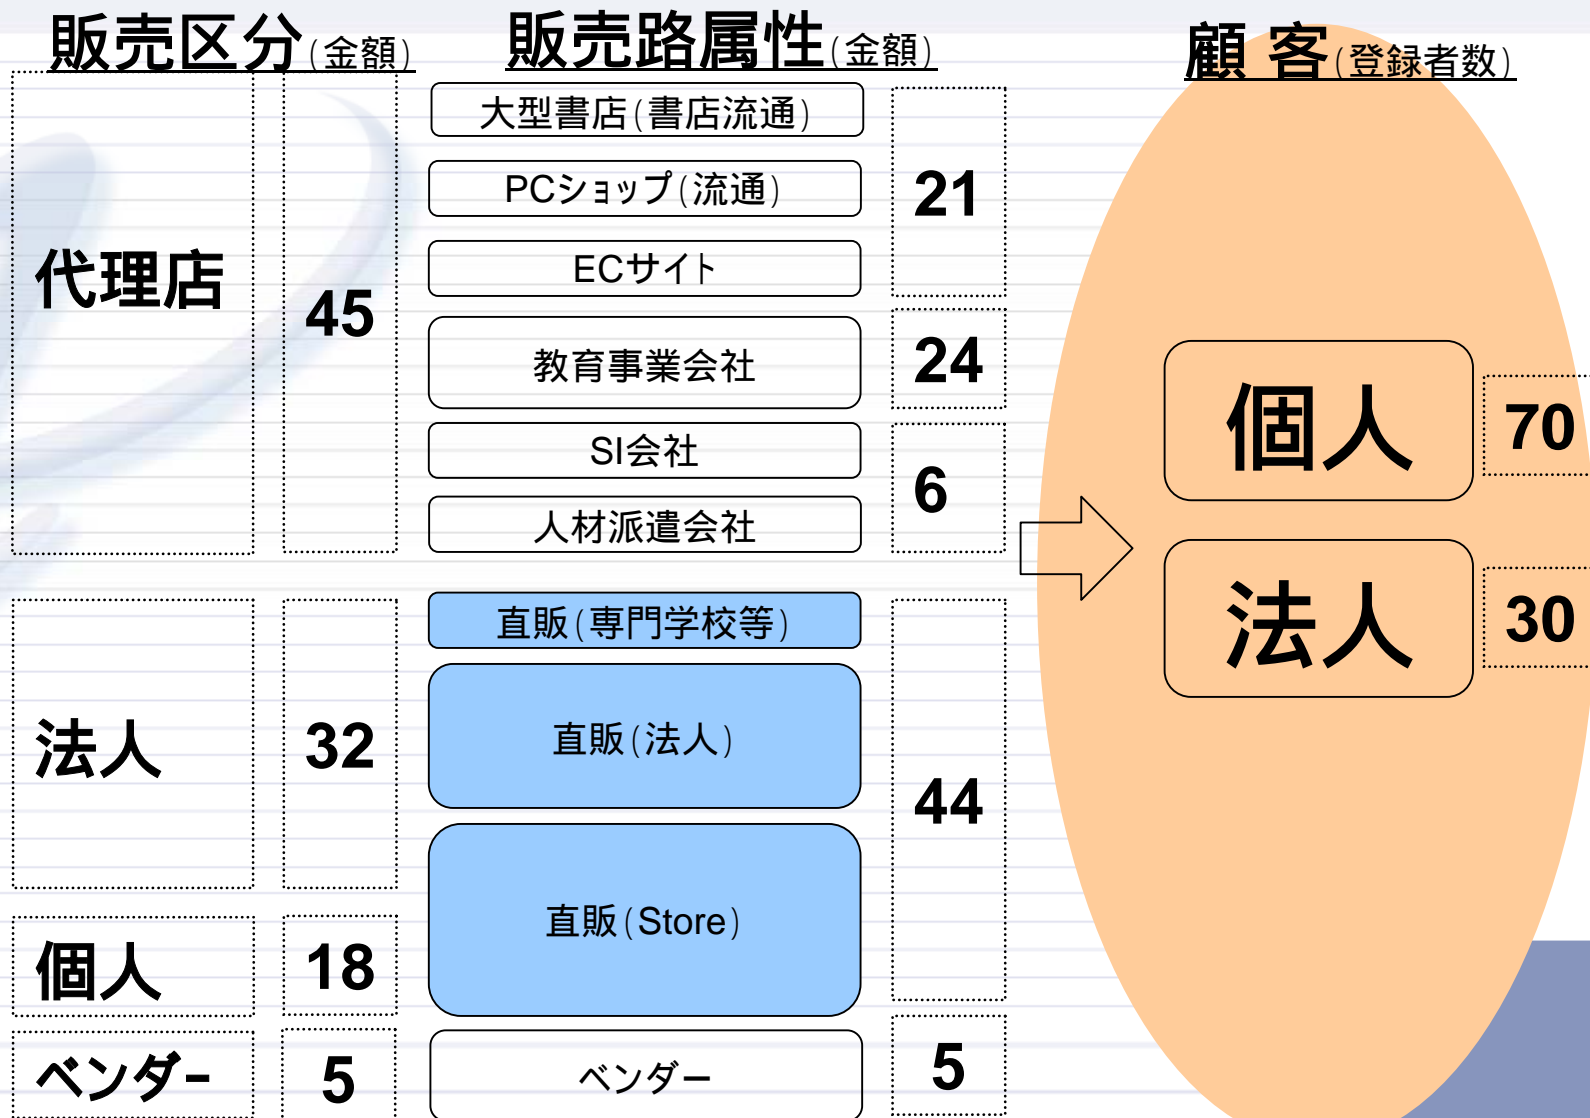 販売区分(金額) 販売路属性(金額) 顧 客(登録者数)
代理店
45
大型書店(書店流通)
PCショップ(流通)
ECサイト
21
教育事業会社
24
SI会社
人材派遣会社
6
法人
32
直販(専門学校等)
直販(法人)
直販(Store)
44
個人
18
ベンダー
5
ベンダー
5
個人
70
法人
30